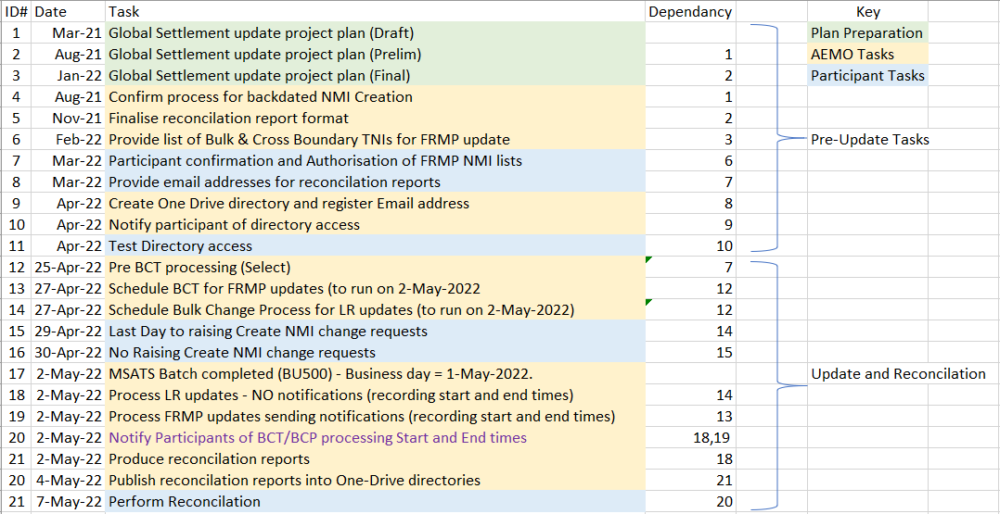 ID# Date Task Dependancy Key
1 Mar-21 Global Settlement update project plan (Draft) Plan Preparation
2 Aug-21 Global Settlement update project plan (Prelim) 1 AEMO Tasks
3 Jan-22 Global Settlement update project plan (Final) 2 Participant Tasks
4 Aug-21 Confirm process for backdated NMI Creation 1
5 Nov-21 Finalise reconcilation report format 2
6 Feb-22 Provide list of Bulk & Cross Boundary TNIs for FRMP update 3 Pre-Update Tasks
7 Mar-22 Participant confirmation and Authorisation of FRMP NMI lists 6
8 Mar-22 Provide email addresses for reconcilation reports 7
9 Apr-22 Create One Drive directory and register Email address 8
10 Apr-22 Notify participant of directory access 9
11 Apr-22 Test Directory access 10
12 25-Apr-22 Pre BCT processing (Select) 7
13 27-Apr-22 Schedule BCT for FRMP updates (to run on 2-May-2022 12
14 27-Apr-22 Schedule Bulk Change Process for LR updates (to run on 2-May-2022) 12
15 29-Apr-22 Last Day to raising Create NMI change requests 14
16 30-Apr-22 No Raising Create NMI change requests 15
17 2-May-22 MSATS Batch completed (BU500) - Business day = 1-May-2022. Update and Reconcilation
18 2-May-22 Process LR updates - NO notifications (recording start and end times) 14
19 2-May-22 Process FRMP updates sending notifications (recording start and end times) 13
20 2-May-22 Notify Participants of BCT/BCP processing Start and End times 18,19
21 2-May-22 Produce reconcilation reports 18
20 4-May-22 Publish reconcilation reports into One-Drive directories 21
21 7-May-22 Perform Reconcilation 20